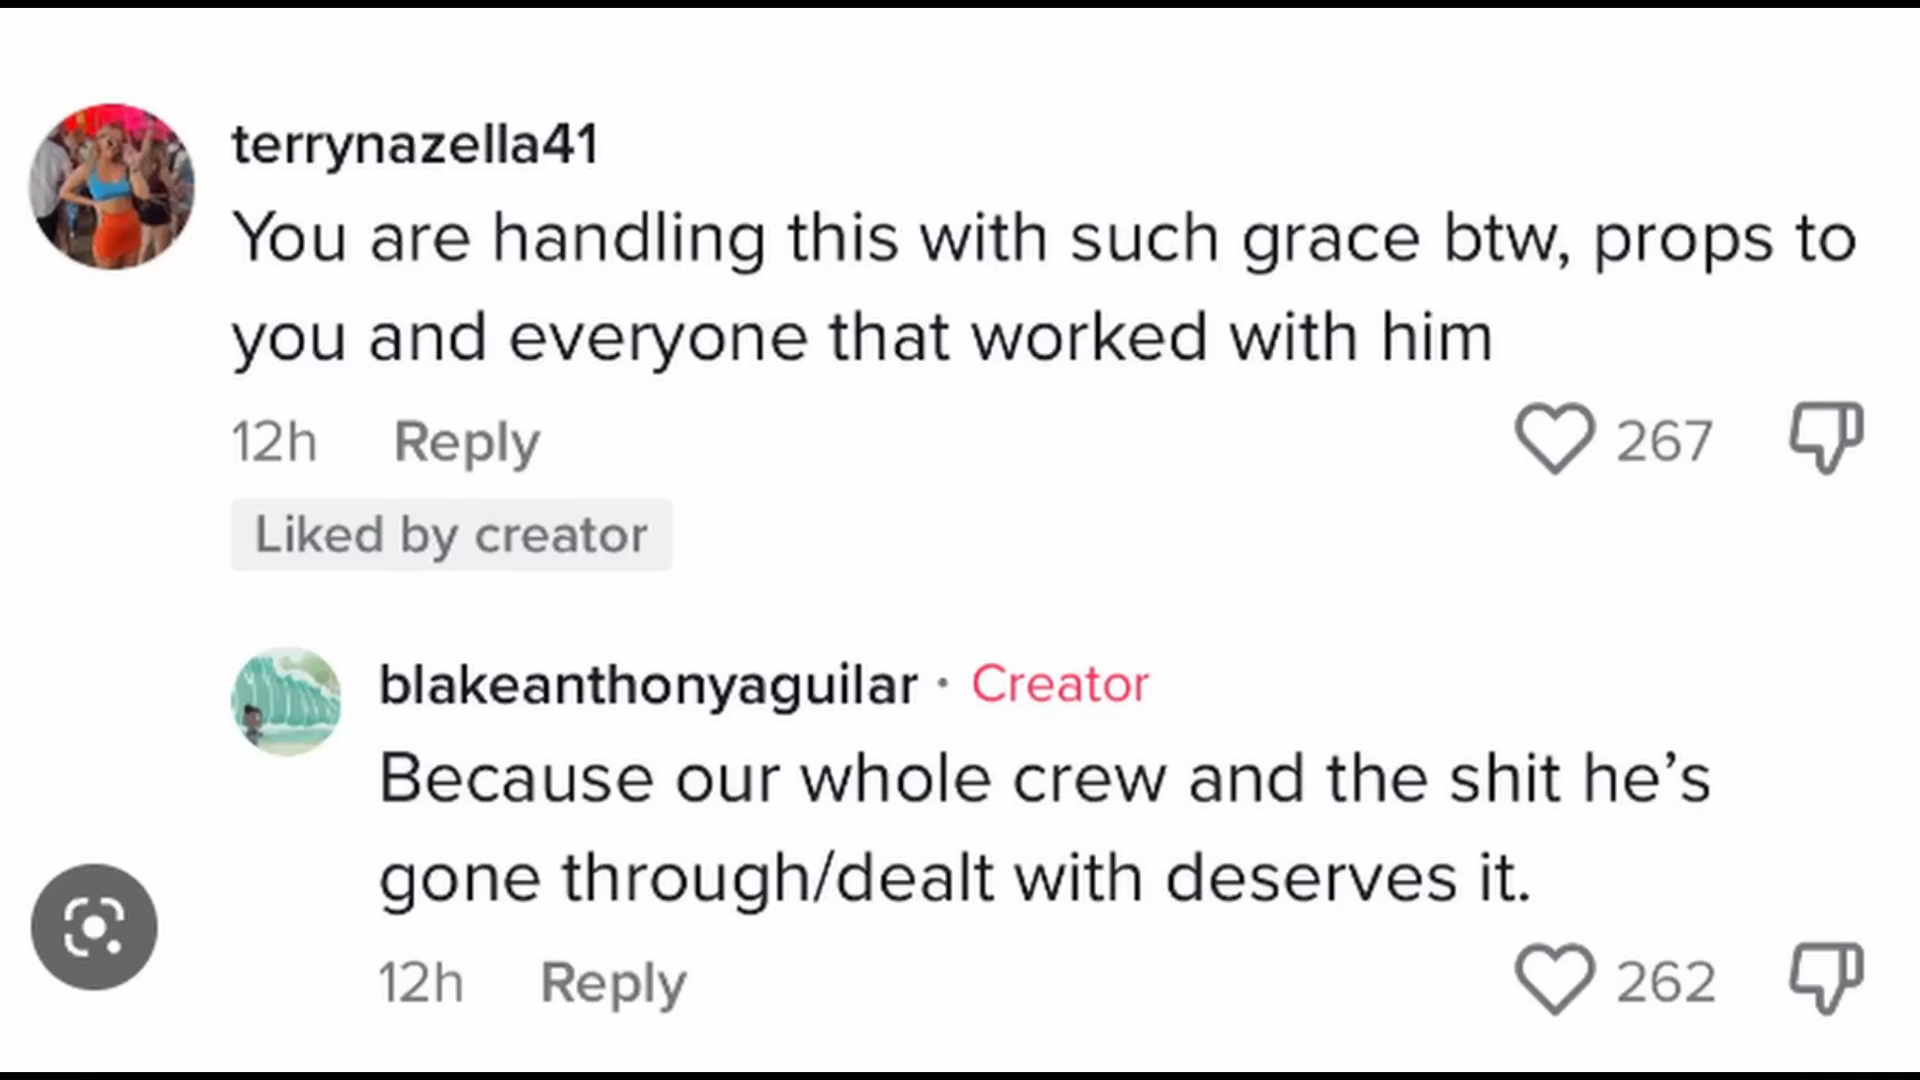 terrynazella41
You are handling this with such grace btw, props to
you and everyone that worked with him
12h Reply 267
Liked by creator
blakeanthonyaguilar · Creator
Because our whole crew and the shit he’s
gone through/dealt with deserves it.
12h Reply 262